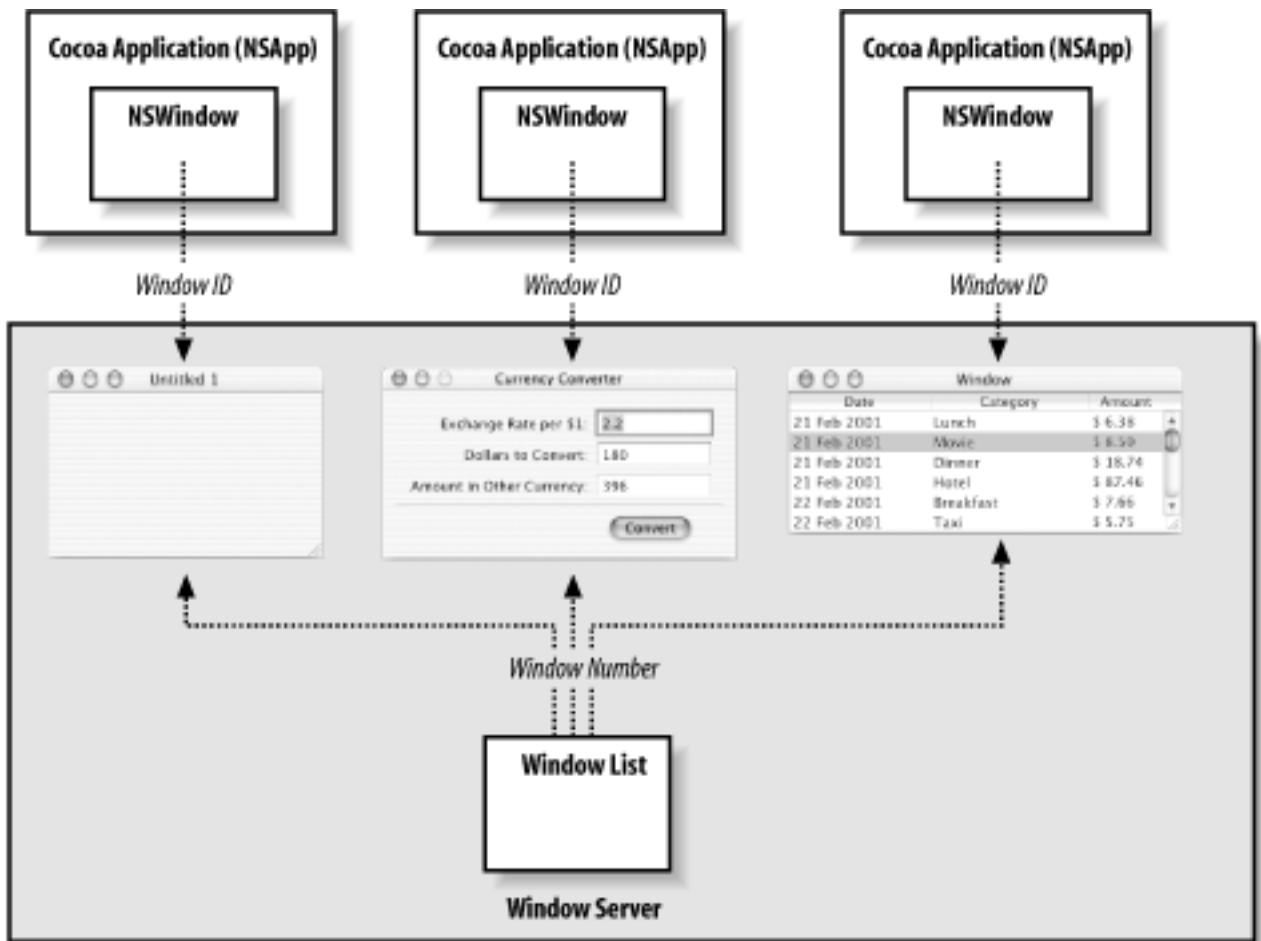 Cocoa Application (NSApp)
NSWindow
Window ID
Cocoa Application (NSApp)
NSWindow
Window ID
Cocoa Application (NSApp)
NSWindow
Window ID
Untitled 1
Currency Converter
Exchange Rate per $1: 2.2
Dollars to Convert: 180
Amount in Other Currency: 396
Convert
Window
Date Category Amount
21 Feb 2001 Lunch $ 6.38
21 Feb 2001 Movie $ 8.50
21 Feb 2001 Dinner $ 18.74
21 Feb 2001 Hotel $ 87.46
22 Feb 2001 Breakfast $ 7.66
22 Feb 2001 Taxi $ 5.75
Window Number
Window List
Window Server